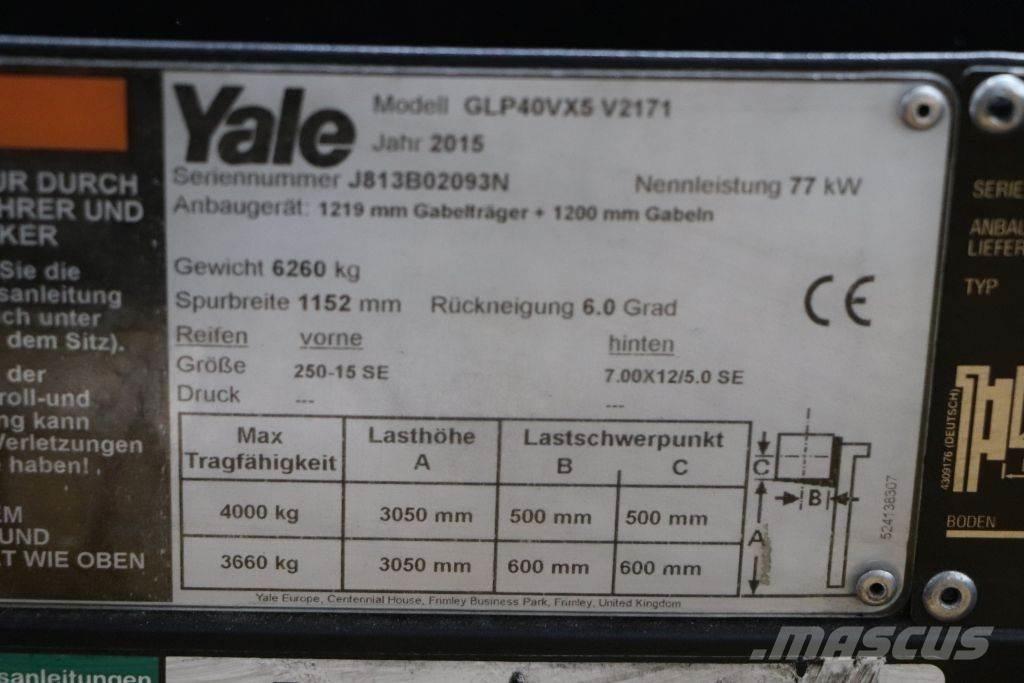 Yale
Modell GLP40VX5 V2171
Jahr 2015
Seriennummer J813B02093N
Nennleistung 77 kW
Anbaugerät: 1219 mm Gabelträger + 1200 mm Gabeln
Gewicht 6260 kg
Spurbreite 1152 mm Rückneigung 6.0 Grad
Reifen vorne hinten
Größe 250-15 SE 7.00X12/5.0 SE
Druck --- ---
Max Tragfähigkeit Lasthöhe A Lastschwerpunkt B C
4000 kg 3050 mm 500 mm 500 mm
3660 kg 3050 mm 600 mm 600 mm
C
B
A
524138307
Yale Europe, Centennial House, Frimley Business Park, Frimley, United Kingdom
CE
UR DURCH
HRER UND
KER
Sie die
sanleitung
ch unter
dem Sitz).
der
roll-und
ng kann
Verletzungen
haben!
EM
UND
T WIE OBEN
SERIE
ANBAU
LIEFER
TYP
4309176 (DEUTSCH)
BODEN
sanleitungen
MASCUS